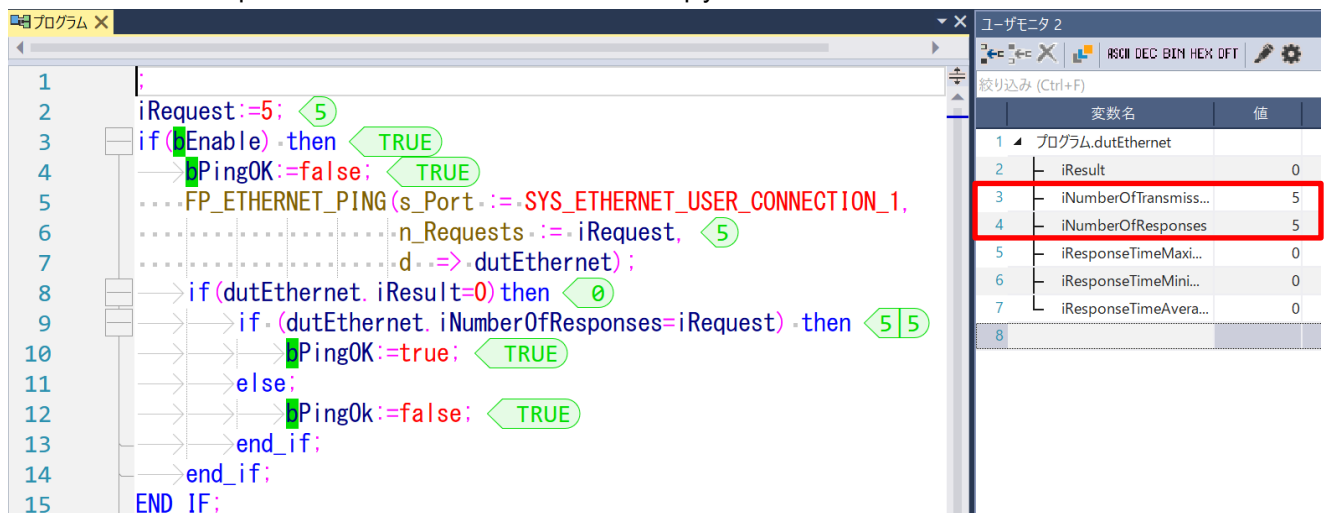 プログラム
1 ;
2 iRequest:=5; 5
3 if(bEnable) then TRUE
4 bPingOK:=false; TRUE
5 FP_ETHERNET_PING(s_Port := SYS_ETHERNET_USER_CONNECTION_1,
6 n_Requests := iRequest, 5
7 d => dutEthernet);
8 if(dutEthernet.iResult=0)then 0
9 if (dutEthernet.iNumberOfResponses=iRequest) then 5 5
10 bPingOK:=true; TRUE
11 else;
12 bPingOk:=false; TRUE
13 end_if;
14 end_if;
15 END_IF;
ユーザモニタ 2
ASCII DEC BIN HEX DFT
絞り込み (Ctrl+F)
変数名 値
1 プログラム.dutEthernet
2 iResult 0
3 iNumberOfTransmiss... 5
4 iNumberOfResponses 5
5 iResponseTimeMaxi... 0
6 iResponseTimeMini... 0
7 iResponseTimeAvera... 0
8